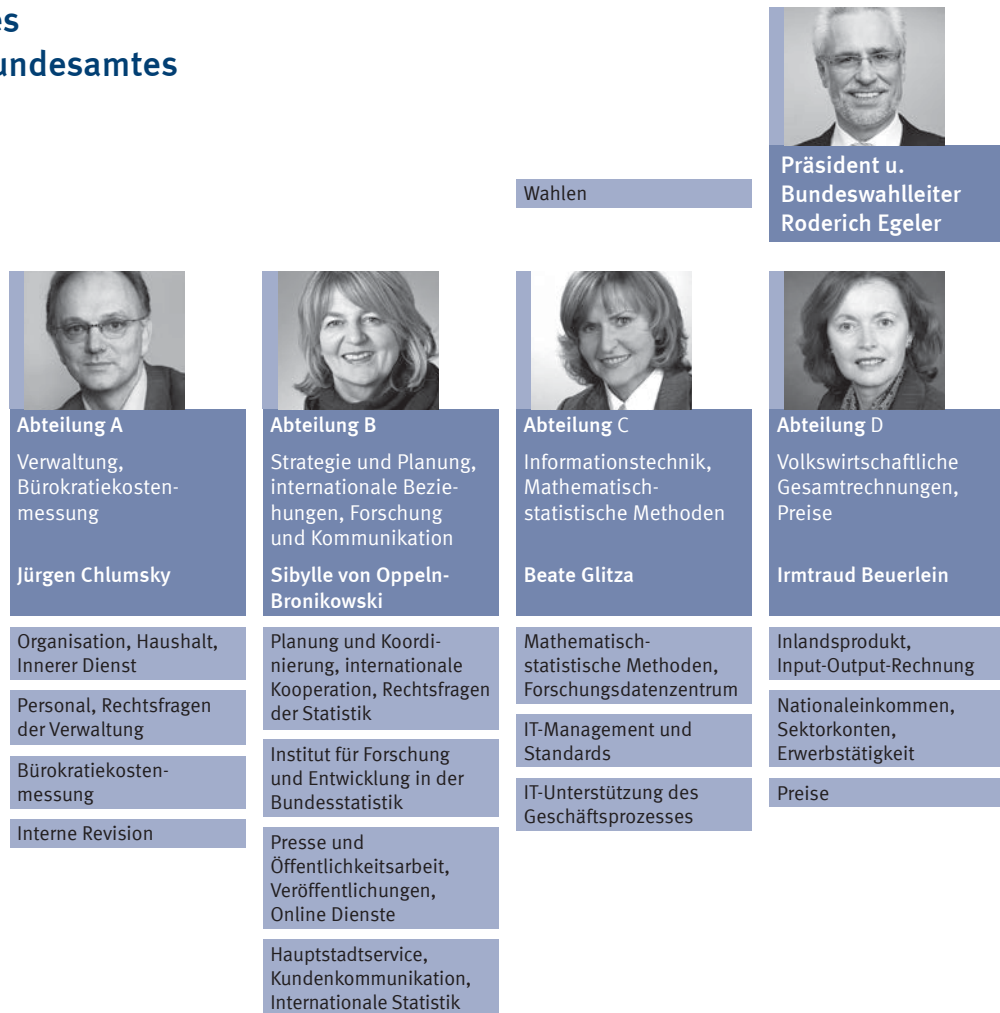 es
undesamtes
Wahlen
Präsident u.
Bundeswahlleiter
Roderich Egeler
Abteilung A
Verwaltung,
Bürokratiekosten-
messung
Jürgen Chlumsky
Organisation, Haushalt,
Innerer Dienst
Personal, Rechtsfragen
der Verwaltung
Bürokratiekosten-
messung
Interne Revision
Abteilung B
Strategie und Planung,
internationale Bezie-
hungen, Forschung
und Kommunikation
Sibylle von Oppeln-
Bronikowski
Planung und Koordi-
nierung, internationale
Kooperation, Rechtsfragen
der Statistik
Institut für Forschung
und Entwicklung in der
Bundesstatistik
Presse und
Öffentlichkeitsarbeit,
Veröffentlichungen,
Online Dienste
Hauptstadtservice,
Kundenkommunikation,
Internationale Statistik
Abteilung C
Informationstechnik,
Mathematisch-
statistische Methoden
Beate Glitza
Mathematisch-
statistische Methoden,
Forschungsdatenzentrum
IT-Management und
Standards
IT-Unterstützung des
Geschäftsprozesses
Abteilung D
Volkswirtschaftliche
Gesamtrechnungen,
Preise
Irmtraud Beuerlein
Inlandsprodukt,
Input-Output-Rechnung
Nationaleinkommen,
Sektorkonten,
Erwerbstätigkeit
Preise